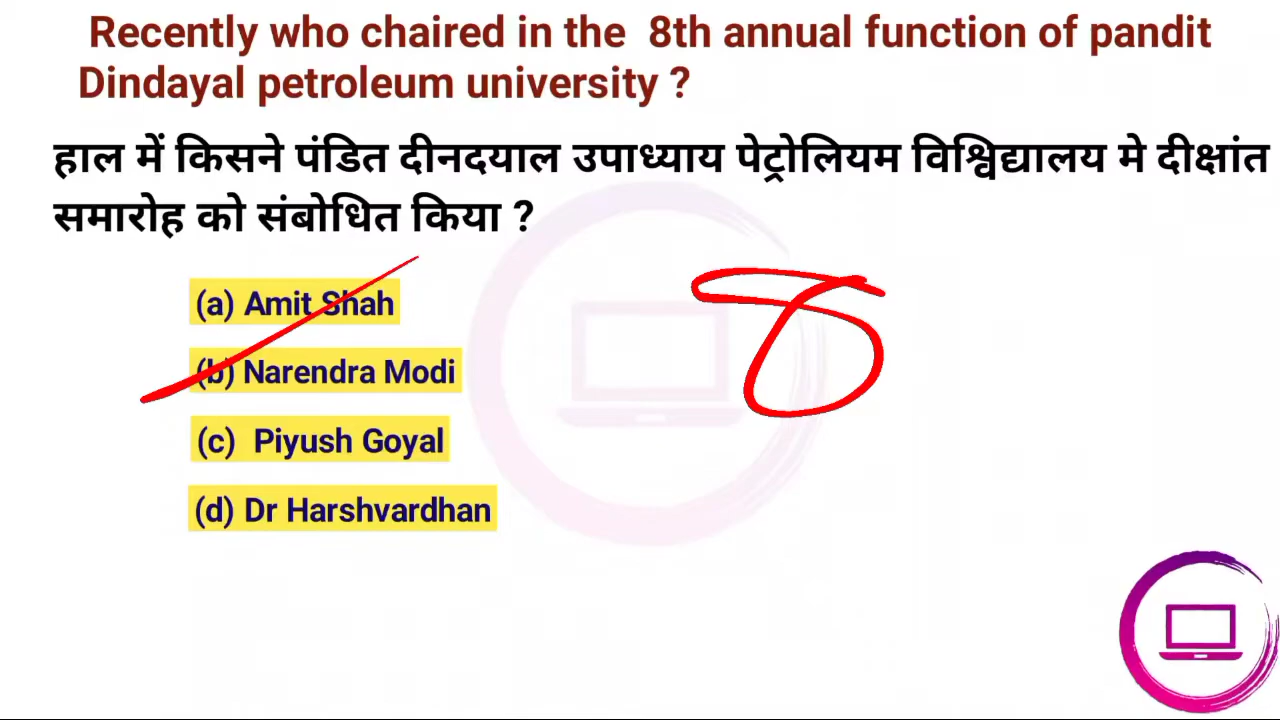 Recently who chaired in the 8th annual function of pandit
Dindayal petroleum university ?
हाल में किसने पंडित दीनदयाल उपाध्याय पेट्रोलियम विश्विद्यालय मे दीक्षांत
समारोह को संबोधित किया ?
(a) Amit Shah
(b) Narendra Modi
(c) Piyush Goyal
(d) Dr Harshvardhan
8